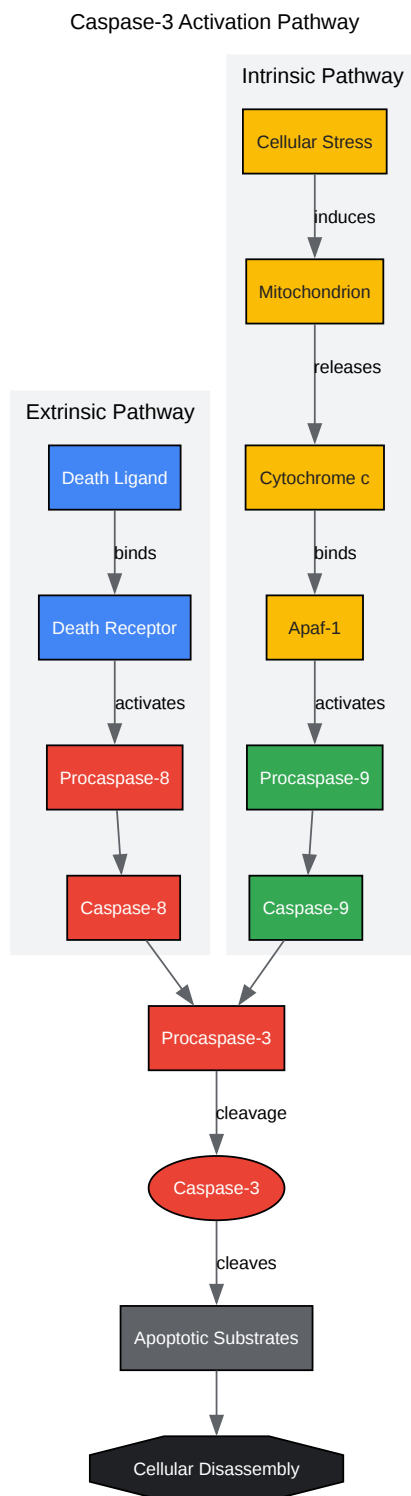 Caspase-3 Activation Pathway
Intrinsic Pathway
Cellular Stress
induces
Mitochondrion
releases
Extrinsic Pathway
Death Ligand
Cytochrome c
binds
binds
Death Receptor
Apaf-1
activates
activates
Procaspase-8
Procaspase-9
Caspase-8
Caspase-9
Procaspase-3
cleavage
Caspase-3
cleaves
Apoptotic Substrates
Cellular Disassembly